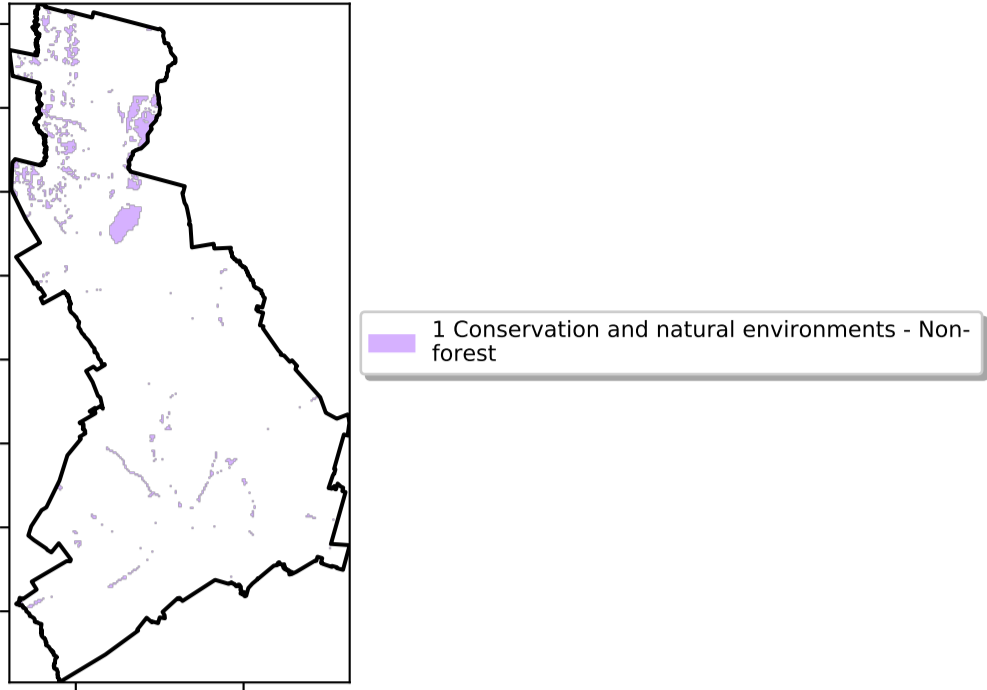 1 Conservation and natural environments - Non-
forest